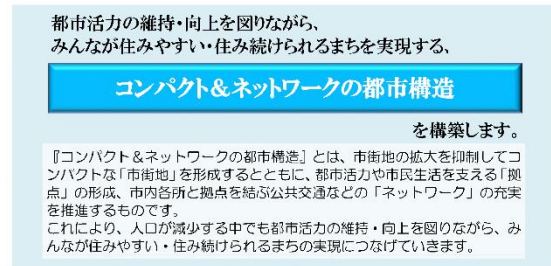 都市活力の維持・向上を図りながら、
みんなが住みやすい・住み続けられるまちを実現する、
コンパクト＆ネットワークの都市構造
を構築します。
『コンパクト＆ネットワークの都市構造』とは、市街地の拡大を抑制してコ
ンパクトな「市街地」を形成するとともに、都市活力や市民生活を支える「拠
点」の形成、市内各所と拠点を結ぶ公共交通などの「ネットワーク」の充実
を推進するものです。
これにより、人口が減少する中でも都市活力の維持・向上を図りながら、み
んなが住みやすい・住み続けられるまちの実現につなげていきます。